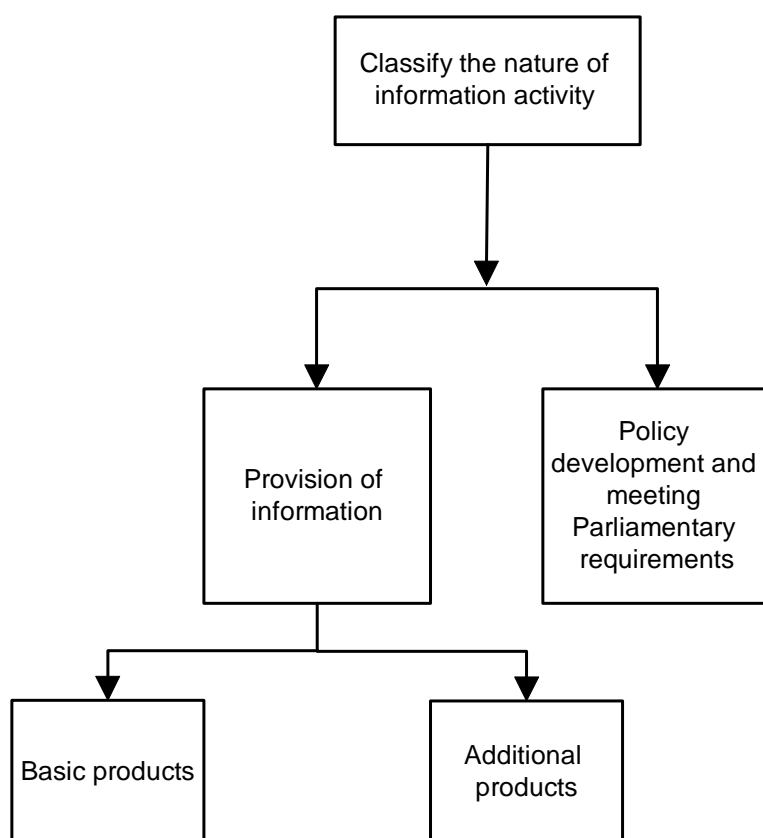 Classify the nature of
information activity
Provision of
information
Policy
development and
meeting
Parliamentary
requirements
Basic products
Additional
products